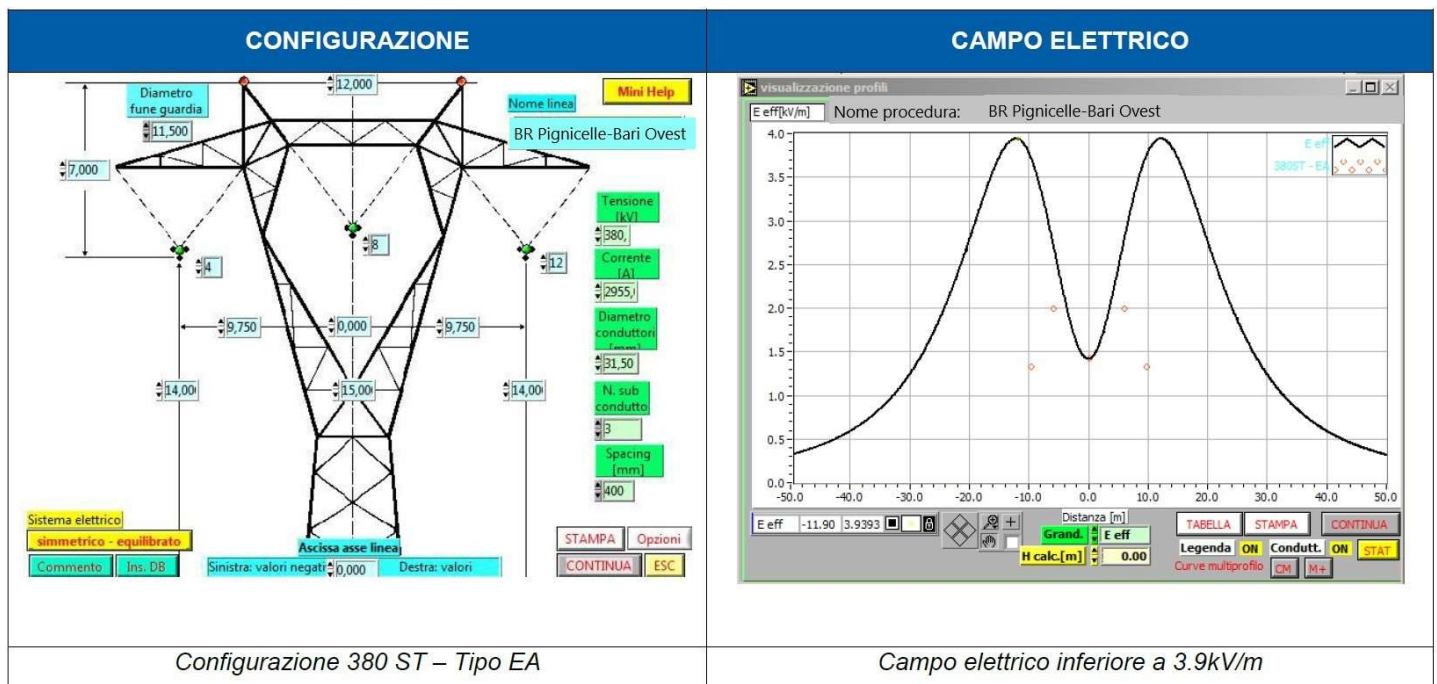 CONFIGURAZIONE
CAMPO ELETTRICO
Diametro
fune guardia
11,500
12,000
Mini Help
Nome linea
BR Pignicelle-Bari Ovest
7,000
Tensione
[kV]
380,
4
8
12
Corrente
[A]
2955,
9,750
0,000
9,750
Diametro
conduttori
[mm]
31,50
14,00
15,00
14,00
N. sub
condutto
3
Spacing
[mm]
400
Sistema elettrico
simmetrico - equilibrato
Commento
Ins. DB
Ascissa asse linea
Sinistra: valori negati
0,000
Destra: valori
STAMPA
Opzioni
CONTINUA
ESC
visualizzazione profili
E eff[kV/m]
Nome procedura:
BR Pignicelle-Bari Ovest
E eff
380ST - EA
4.0
3.5
3.0
2.5
2.0
1.5
1.0
0.5
0.0
-50.0 -40.0 -30.0 -20.0 -10.0 0.0 10.0 20.0 30.0 40.0 50.0
Distanza [m]
E eff -11.90 3.9393
Grand. E eff
H calc.[m] 0.00
TABELLA
STAMPA
CONTINUA
Legenda ON Condutt. ON STAT
Curve multiprofilo CM M+
Configurazione 380 ST – Tipo EA
Campo elettrico inferiore a 3.9kV/m